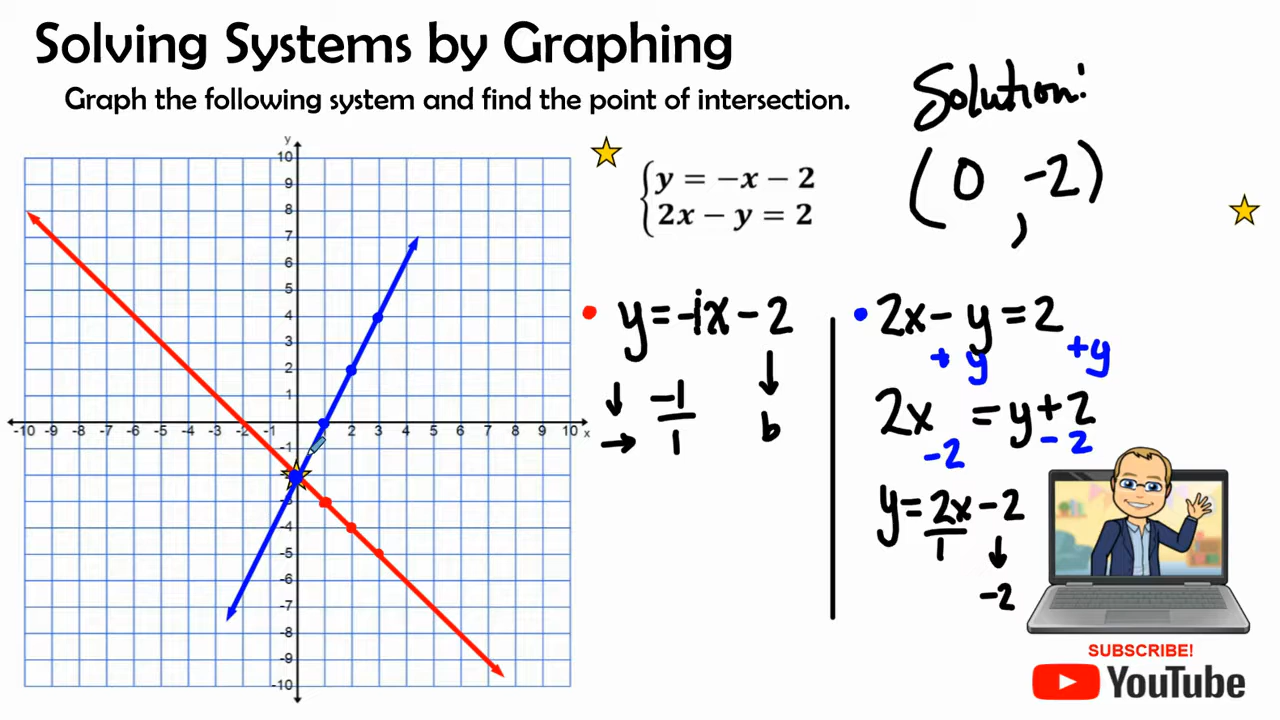 Solving Systems by Graphing
Graph the following system and find the point of intersection.
Solution:
(0, -2)
y = −x − 2
2x − y = 2
y
10
9
8
7
6
5
4
3
2
1
-10 -9 -8 -7 -6 -5 -4 -3 -2 -1 1 2 3 4 5 6 7 8 9 10 x
-1
-3
-4
-5
-6
-7
-8
-9
-10
y = -1x - 2
↓ -1
→ 1
↓
b
2x - y = 2
+ y +y
2x = y + 2
-2 - 2
y = 2x - 2
1
↓
-2
SUBSCRIBE!
YouTube